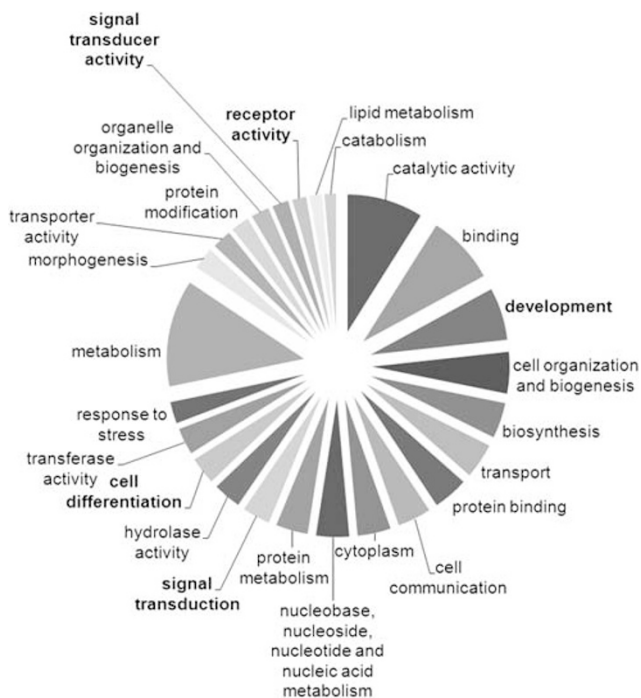 signal
transducer
activity
receptor
activity
lipid metabolism
catabolism
catalytic activity
organelle
organization and
biogenesis
protein
modification
transporter
activity
morphogenesis
binding
development
metabolism
cell organization
and biogenesis
response to
stress
biosynthesis
transferase
activity
transport
cell
differentiation
protein binding
hydrolase
activity
cytoplasm
protein
metabolism
cell
communication
signal
transduction
nucleobase,
nucleoside,
nucleotide and
nucleic acid
metabolism